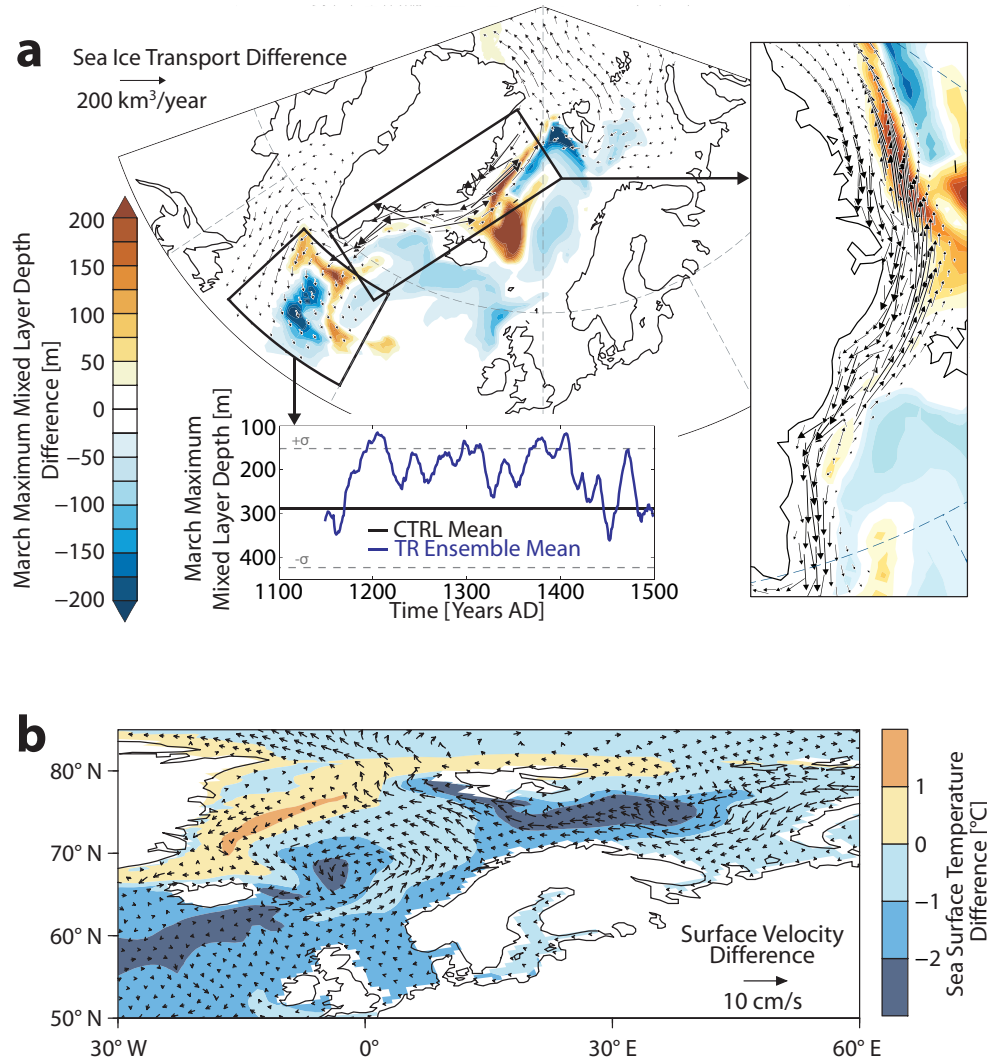 a
Sea Ice Transport Difference
200 km³/year
March Maximum Mixed Layer Depth
Difference [m]
200
150
100
50
0
−50
−100
−150
−200
March Maximum
Mixed Layer Depth [m]
100
200
300
400
+σ
-σ
CTRL Mean
TR Ensemble Mean
1100
1200
1300
1400
1500
Time [Years AD]
b
80° N
70° N
60° N
50° N
30° W
0°
30° E
60° E
Surface Velocity
Difference
10 cm/s
1
0
−1
−2
Sea Surface Temperature
Difference [°C]